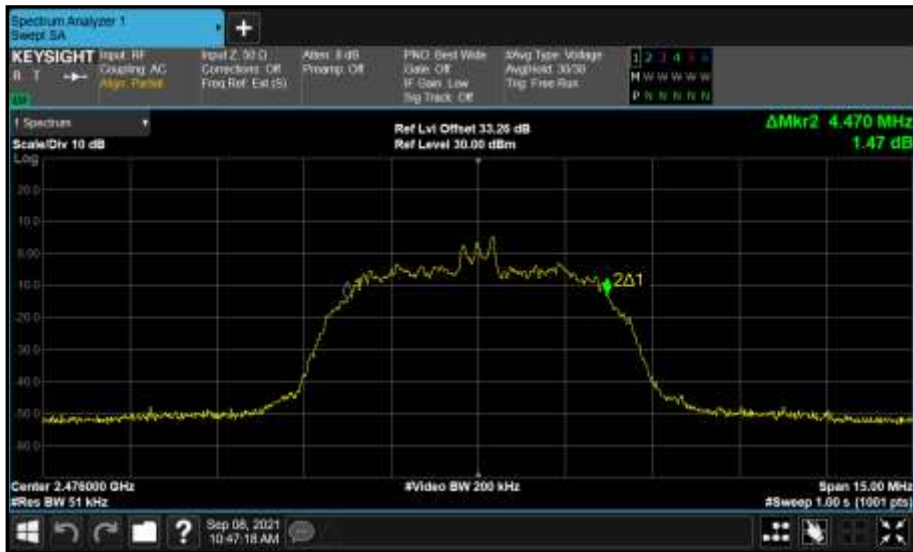 Spectrum Analyzer 1
Swept SA
+
KEYSIGHT
R T
Input: RF
Coupling: AC
Align: Partial
Input Z: 50 Ω
Corrections: Off
Freq Ref: Ext (S)
Atten: 8 dB
Preamp: Off
PNO: Best Wide
Gate: Off
IF Gain: Low
Sig Track: Off
#Avg Type: Voltage
Avg|Hold: 30/30
Trig: Free Run
1 2 3 4 5 6
M W W W W W
P N N N N N
1 Spectrum
Scale/Div 10 dB
Log
Ref Lvl Offset 33.26 dB
Ref Level 30.00 dBm
ΔMkr2 4.470 MHz
1.47 dB
20.0
10.0
0.00
-10.0
-20.0
-30.0
-40.0
-50.0
-60.0
2Δ1
Center 2.476000 GHz
#Res BW 51 kHz
#Video BW 200 kHz
Span 15.00 MHz
#Sweep 1.00 s (1001 pts)
?
Sep 08, 2021
10:47:18 AM